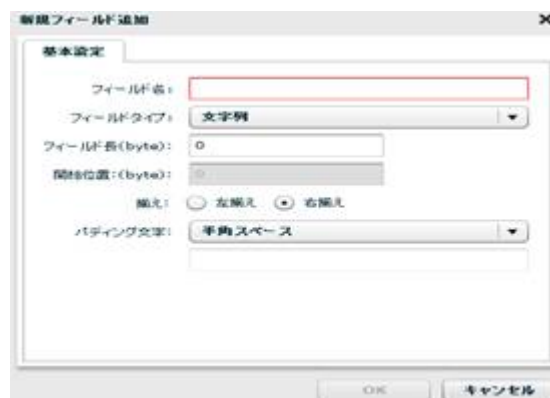 新規フィールド追加
基本設定
フィールド名:
フィールドタイプ: 文字列
フィールド長(byte): 0
開始位置:(byte): 0
揃え: 左揃え 右揃え
パディング文字: 半角スペース
OK キャンセル